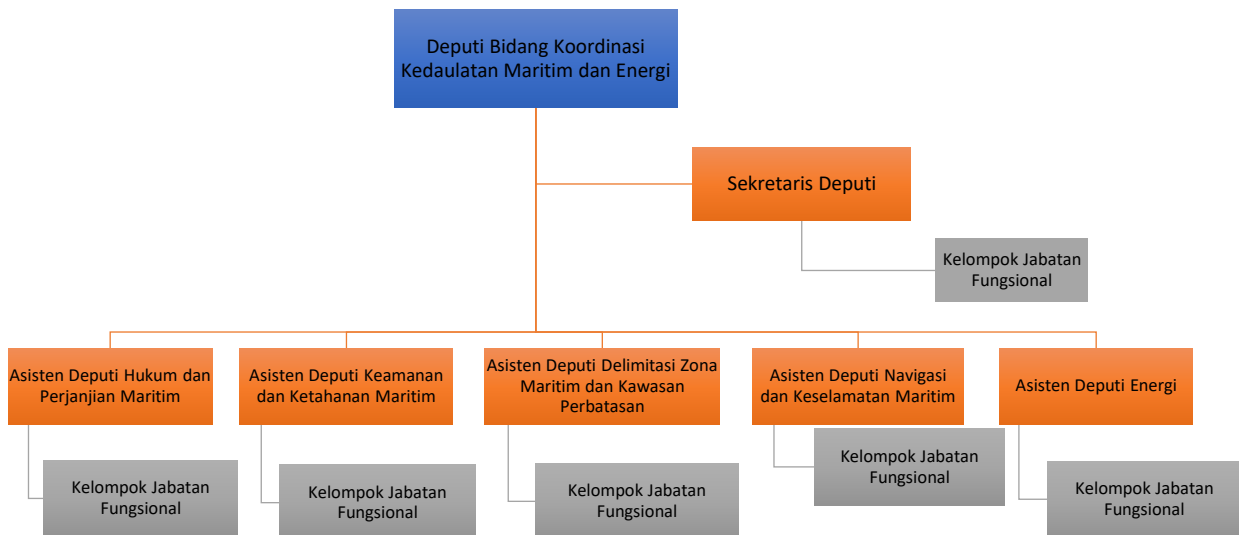 Deputi Bidang Koordinasi
Kedaulatan Maritim dan Energi
Sekretaris Deputi
Kelompok Jabatan
Fungsional
Asisten Deputi Hukum dan
Perjanjian Maritim
Asisten Deputi Keamanan
dan Ketahanan Maritim
Asisten Deputi Delimitasi Zona
Maritim dan Kawasan
Perbatasan
Asisten Deputi Navigasi
dan Keselamatan Maritim
Asisten Deputi Energi
Kelompok Jabatan
Fungsional
Kelompok Jabatan
Fungsional
Kelompok Jabatan
Fungsional
Kelompok Jabatan
Fungsional
Kelompok Jabatan
Fungsional